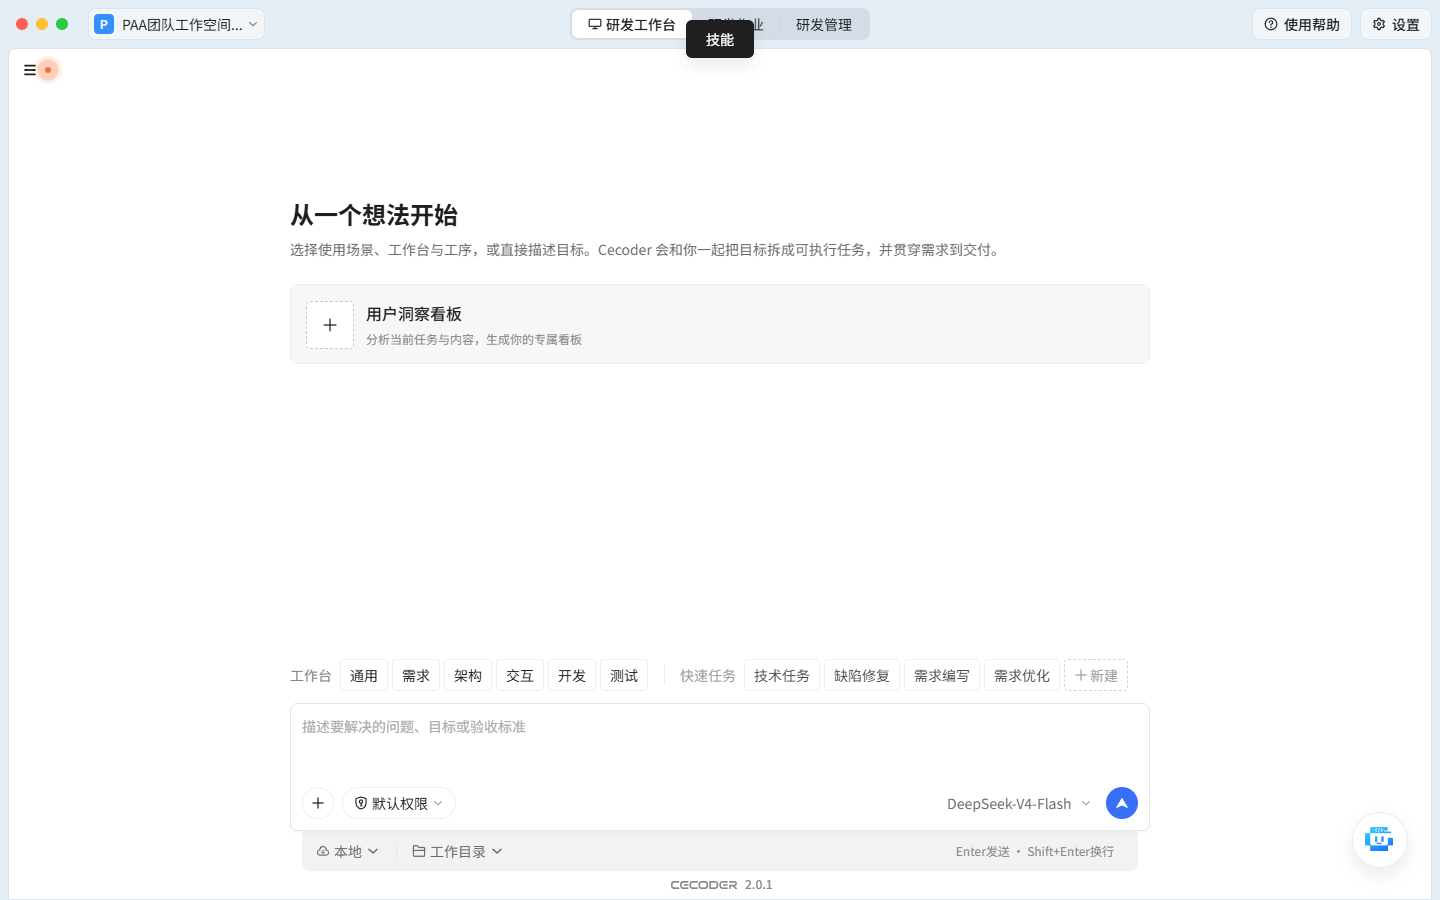 P PAA团队工作空间...
研发工作台
研发管理
技能
使用帮助
设置
从一个想法开始
选择使用场景、工作台与工序，或直接描述目标。Cecoder 会和你一起把目标拆成可执行任务，并贯穿需求到交付。
用户洞察看板
分析当前任务与内容，生成你的专属看板
工作台 通用 需求 架构 交互 开发 测试 快速任务 技术任务 缺陷修复 需求编写 需求优化 新建
描述要解决的问题、目标或验收标准
默认权限
DeepSeek-V4-Flash
本地 工作目录
Enter发送 • Shift+Enter换行
CECODER 2.0.1